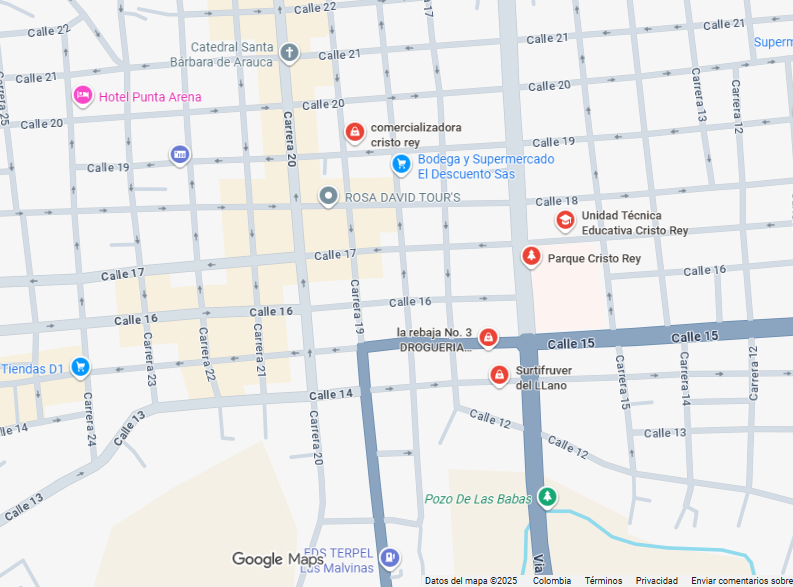 Calle 22
Calle 22
Carrera 17
Calle 21
Calle 21
Superm
Catedral Santa
Bárbara de Arauca
Calle 21
Calle 21
Carrera 25
Hotel Punta Arena
Calle 20
Calle 20
Calle 20
Carrera 20
Carrera 13
Carrera 12
comercializadora
cristo rey
Calle 19
Calle 19
Bodega y Supermercado
El Descuento Sas
ROSA DAVID TOUR'S
Calle 18
Unidad Técnica
Educativa Cristo Rey
Calle 17
Calle 17
Parque Cristo Rey
Calle 16
Carrera 19
Calle 16
Calle 16
Calle 16
la rebaja No. 3
DROGUERIA...
Calle 15
Calle 15
Carrera 23
Carrera 22
Carrera 21
Tiendas D1
Surtifruver
del LLano
Carrera 15
Carrera 14
Carrera 12
Calle 14
Carrera 24
Calle 13
Calle 12
Calle 12
Calle 13
lle 14
Carrera 20
Calle 13
Pozo De Las Babas
Vía
Google Maps
EDS TERPEL
Las Malvinas
Datos del mapa ©2025 Colombia Términos Privacidad Enviar comentarios sobre